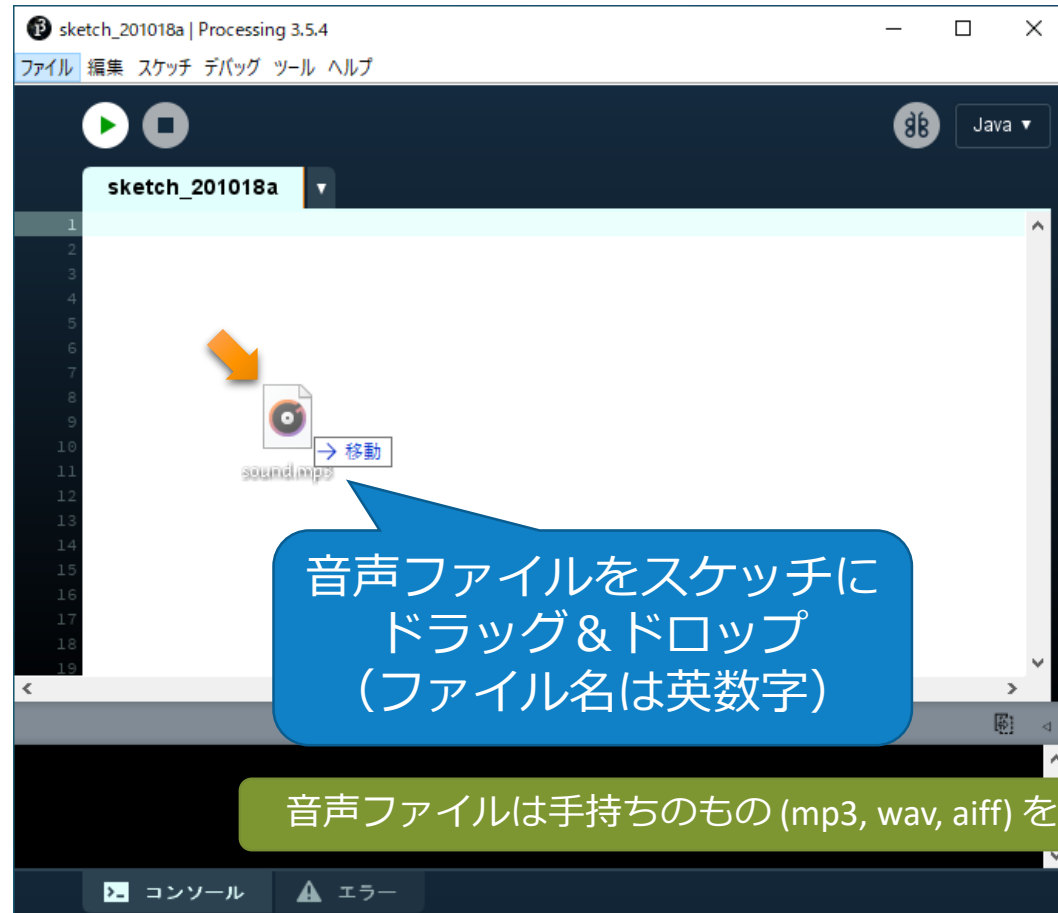 sketch_201018a | Processing 3.5.4
ファイル 編集 スケッチ デバッグ ツール ヘルプ
Java ▼
sketch_201018a
1
2
3
4
5
6
7
8
9
10
11
12
13
14
15
16
17
18
19
→ 移動
sound.mp3
音声ファイルをスケッチに
ドラッグ&ドロップ
（ファイル名は英数字）
音声ファイルは手持ちのもの (mp3, wav, aiff) を
コンソール エラー